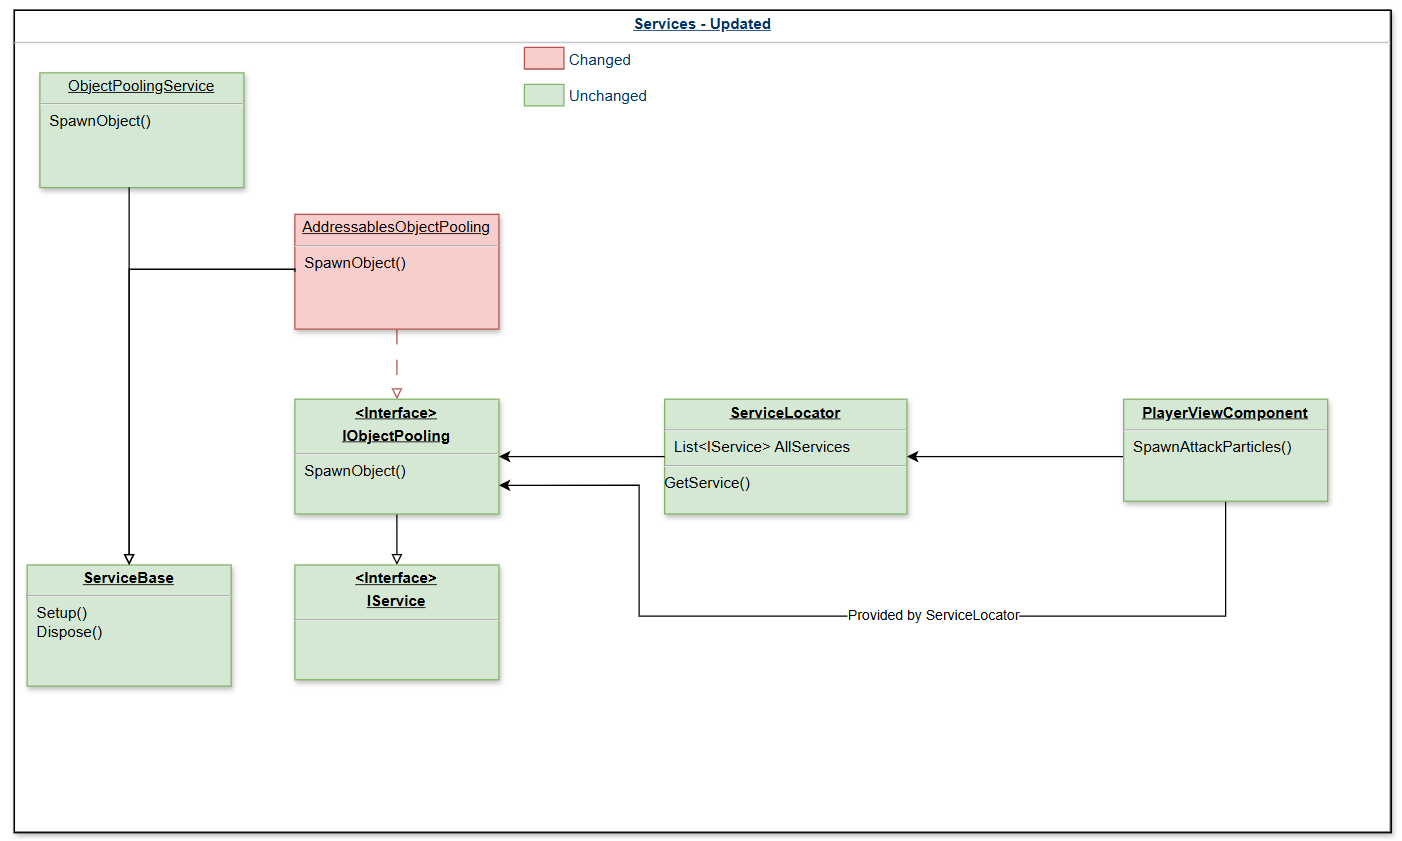 Services - Updated
Changed
Unchanged
ObjectPoolingService
SpawnObject()
AddressablesObjectPooling
SpawnObject()
<Interface>
IObjectPooling
SpawnObject()
ServiceLocator
List<IService> AllServices
GetService()
PlayerViewComponent
SpawnAttackParticles()
ServiceBase
Setup()
Dispose()
<Interface>
IService
Provided by ServiceLocator